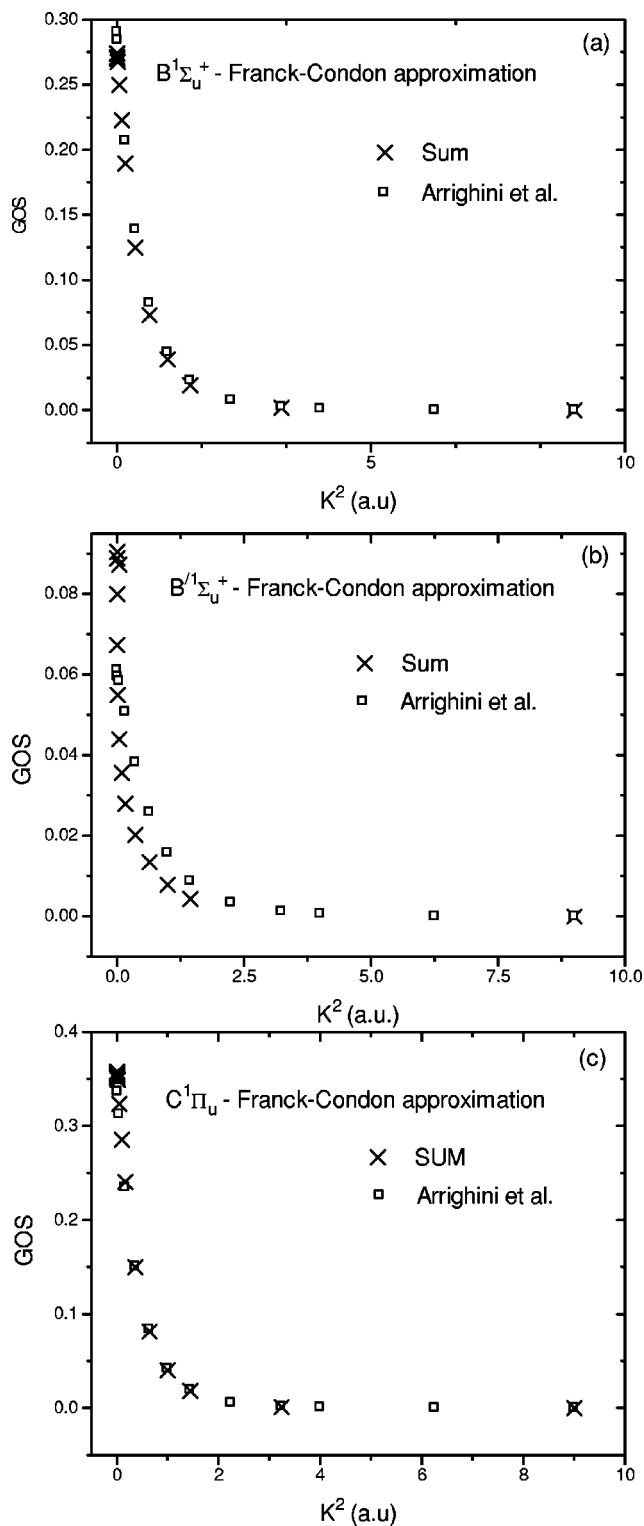 (a)
B¹Σᵤ⁺ - Franck-Condon approximation
Sum
Arrighini et al.
GOS
0.30
0.25
0.20
0.15
0.10
0.05
0.00
0 5 10
K² (a.u)
(b)
B/¹Σᵤ⁺ - Franck-Condon approximation
Sum
Arrighini et al.
GOS
0.08
0.06
0.04
0.02
0.00
0.0 2.5 5.0 7.5 10.0
K² (a.u.)
(c)
C¹Πᵤ - Franck-Condon approximation
SUM
Arrighini et al.
GOS
0.4
0.3
0.2
0.1
0.0
0 2 4 6 8 10
K² (a.u)